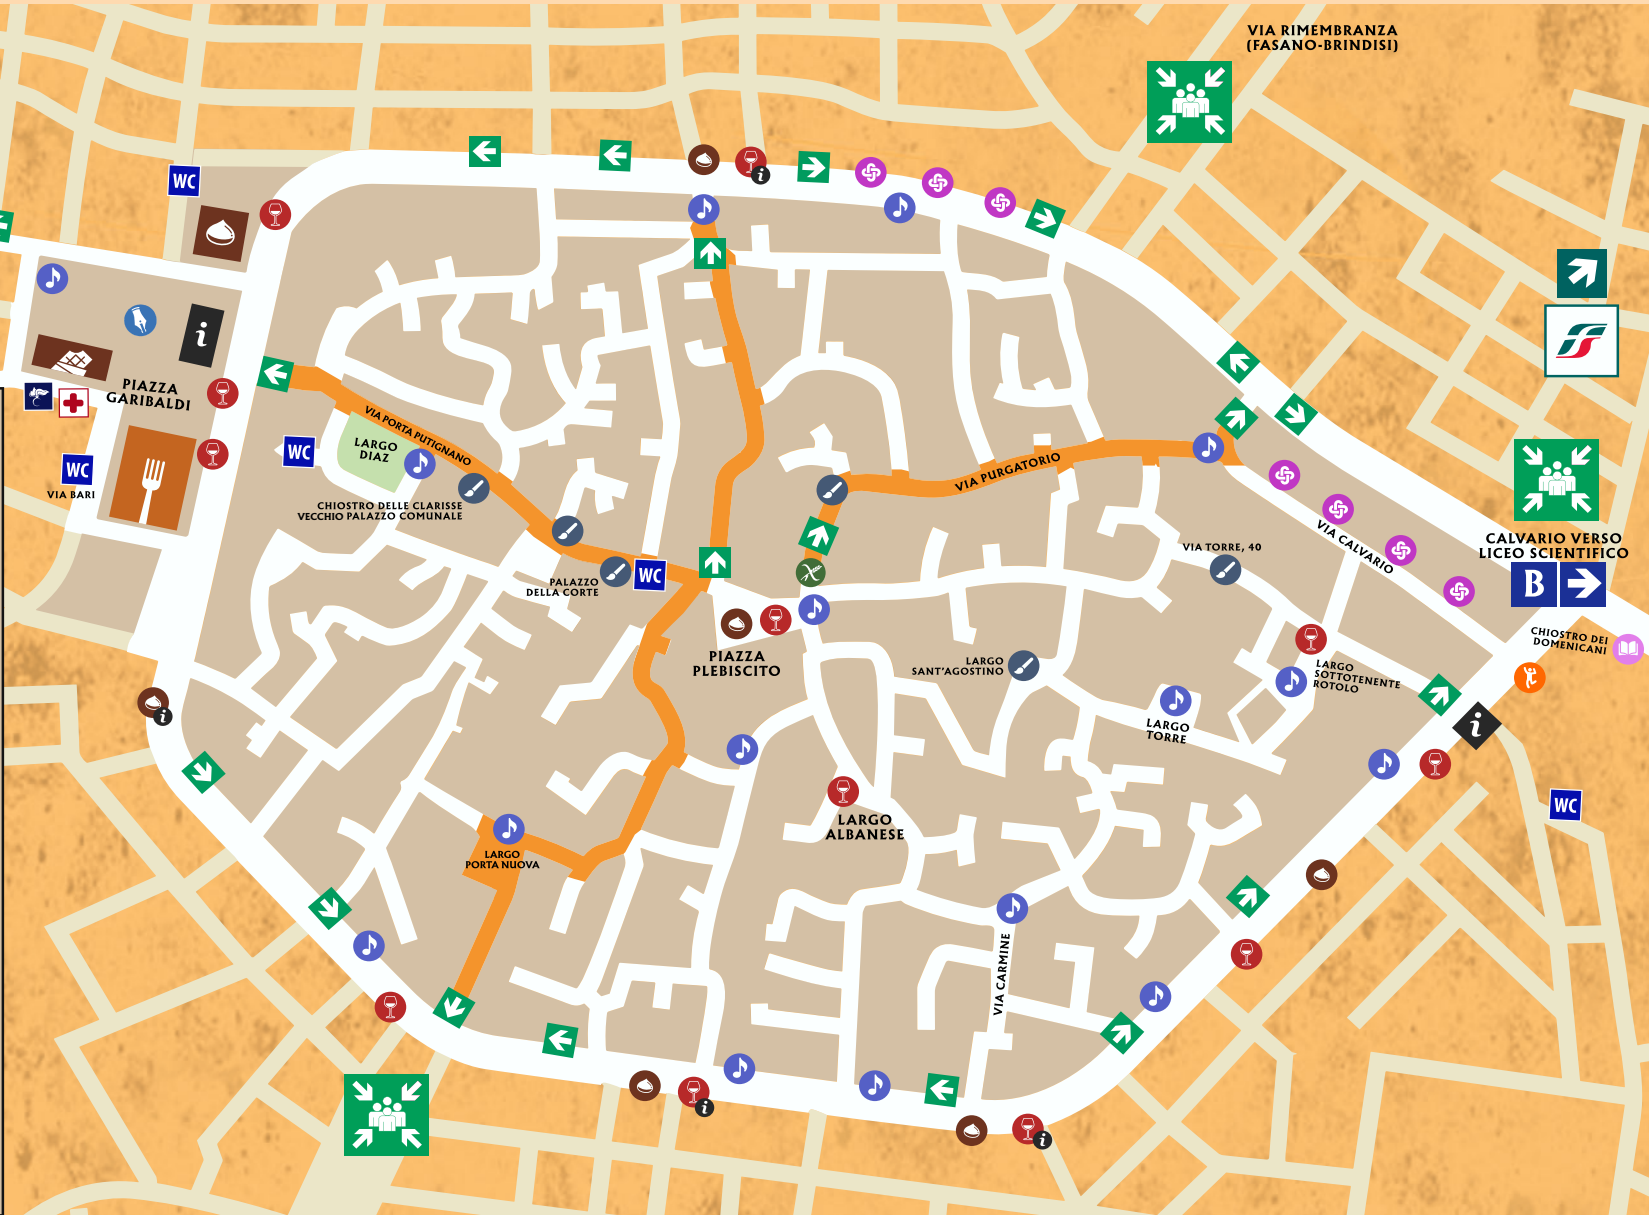 VIA RIMEMBRANZA
(FASANO-BRINDISI)
WC
i
i
PIAZZA
GARIBALDI
VIA PORTA PUTIGNANO
LARGO
DIAZ
WC
WC
VIA BARI
CHIOSTRO DELLE CLARISSE
VECCHIO PALAZZO COMUNALE
VIA PURGATORIO
VIA CALVARIO
CALVARIO VERSO
LICEO SCIENTIFICO
B
VIA TORRE, 40
PALAZZO
DELLA CORTE
WC
CHIOSTRO DEI
DOMENICANI
PIAZZA
PLEBISCITO
LARGO
SANT'AGOSTINO
LARGO
SOTTOTENENTE
ROTOLO
i
LARGO
TORRE
i
WC
LARGO
ALBANESE
LARGO
PORTA NUOVA
VIA CARMINE
i
i